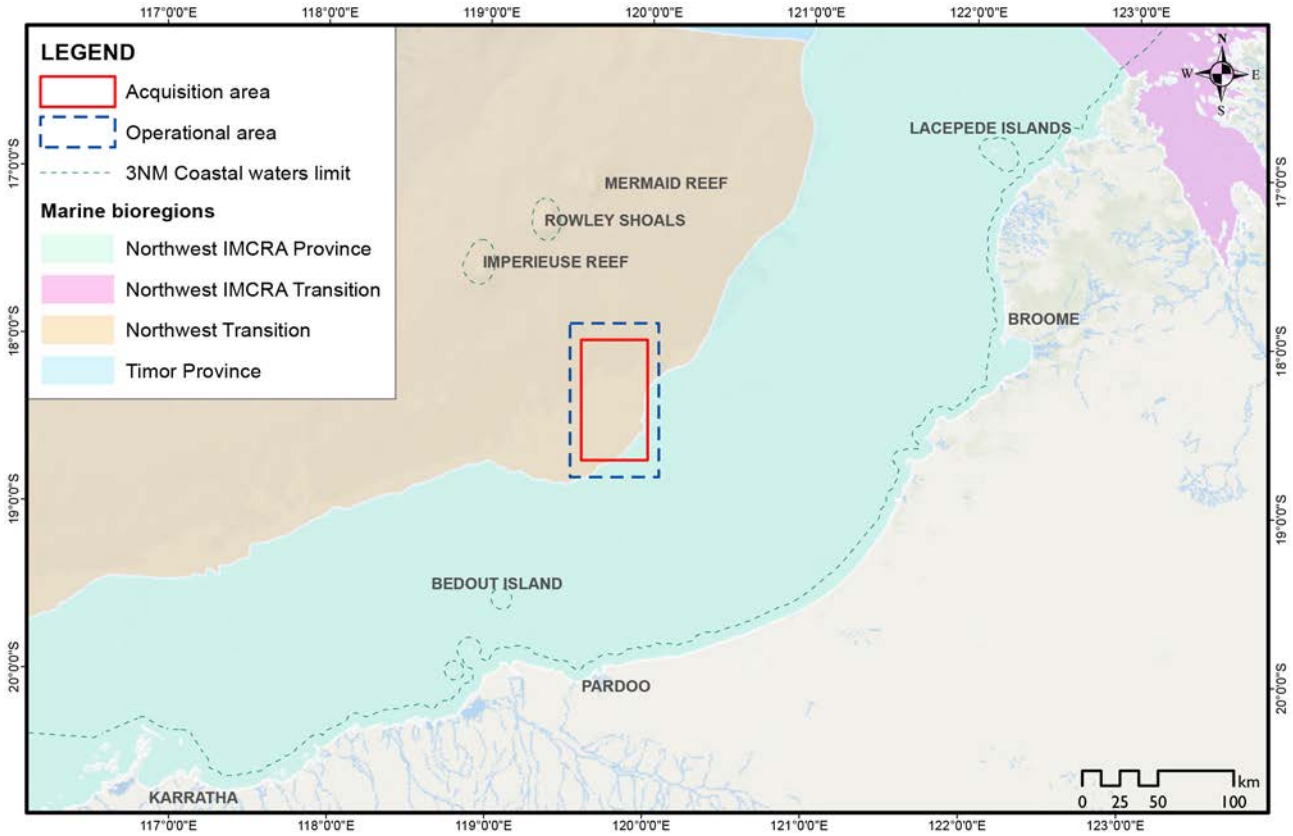 117°0'0"E 118°0'0"E 119°0'0"E 120°0'0"E 121°0'0"E 122°0'0"E 123°0'0"E
LEGEND
Acquisition area
Operational area
3NM Coastal waters limit
Marine bioregions
Northwest IMCRA Province
Northwest IMCRA Transition
Northwest Transition
Timor Province
N
W E
S
LACEPEDE ISLANDS
MERMAID REEF
ROWLEY SHOALS
IMPERIEUSE REEF
BROOME
BEDOUT ISLAND
PARDOO
KARRATHA
17°0'0"S
18°0'0"S
19°0'0"S
20°0'0"S
17°0'0"S
18°0'0"S
19°0'0"S
20°0'0"S
km
0 25 50 100
117°0'0"E 118°0'0"E 119°0'0"E 120°0'0"E 121°0'0"E 122°0'0"E 123°0'0"E